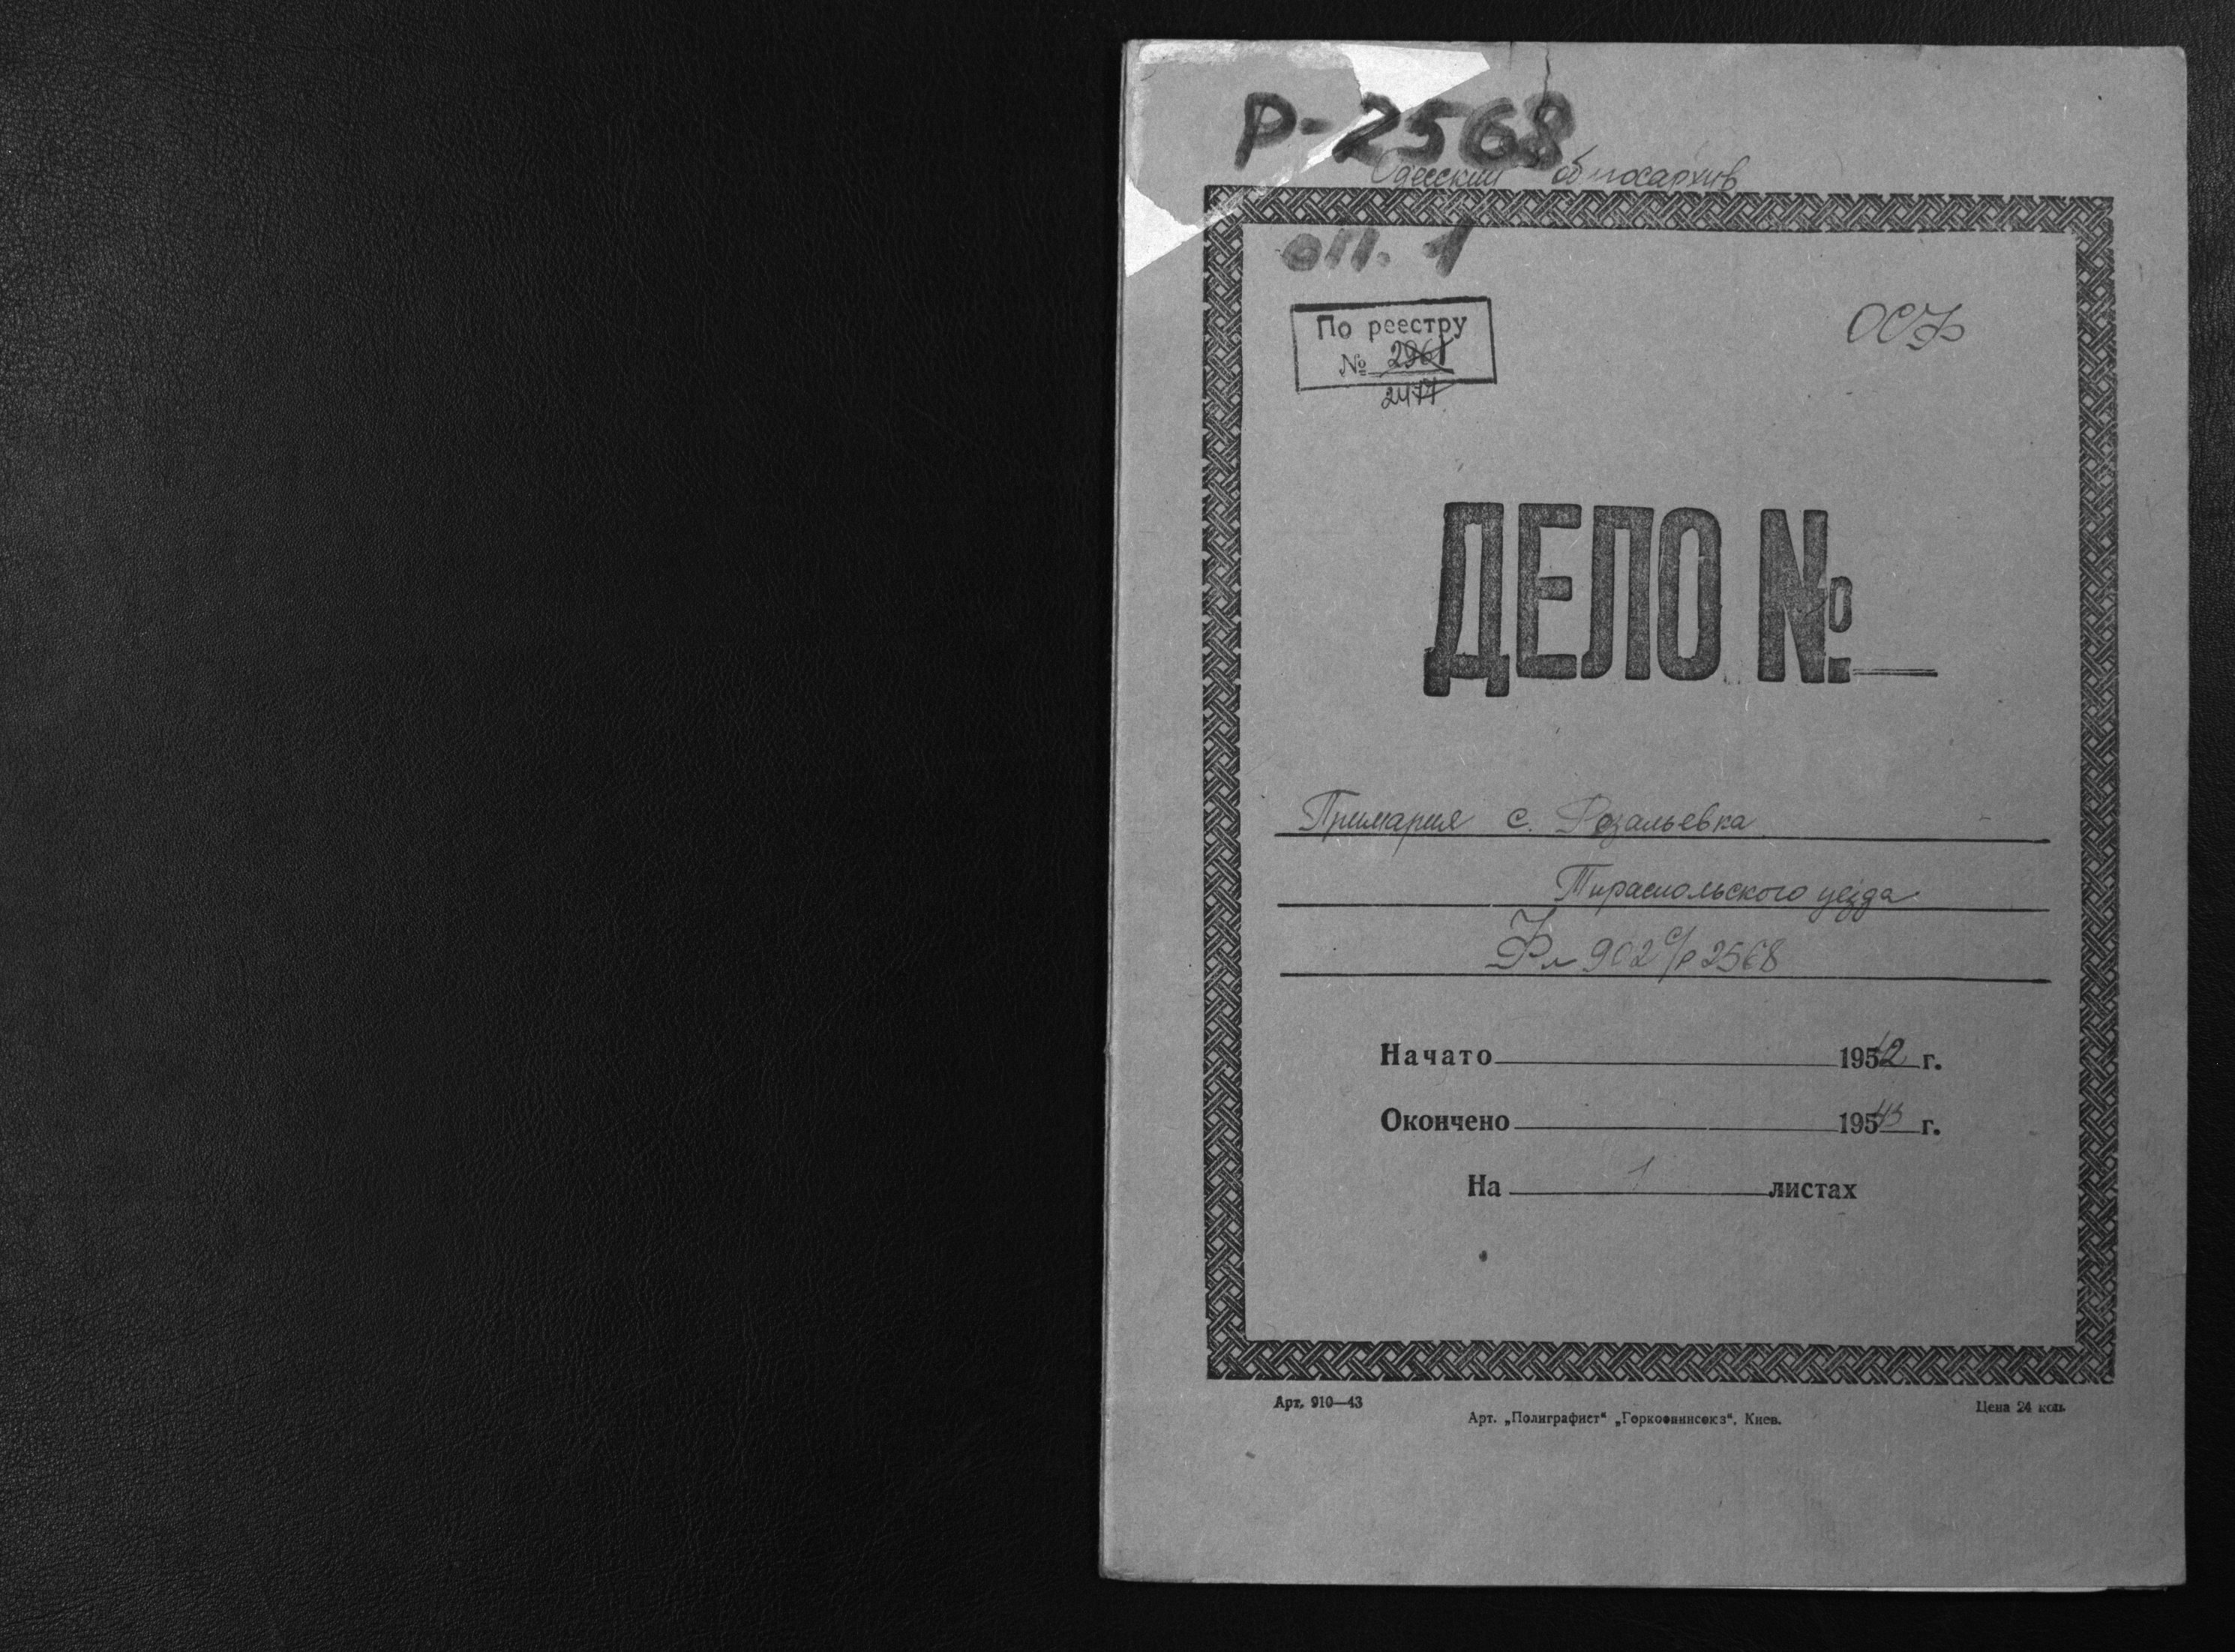 Р-2568
Одесский облгосархив
оп. 1
ОСФ
По реестру
№ 2961
2477
ДЕЛО №
Примария с. Розальевка
Тираспольского уезда
902 с/р 2568
Начато 1942 г.
Окончено 1943 г.
На 1 листах
Арт. 910—43
Арт. „Полиграфист“ „Горкоопинсоюз“, Киев.
Цена 24 коп.